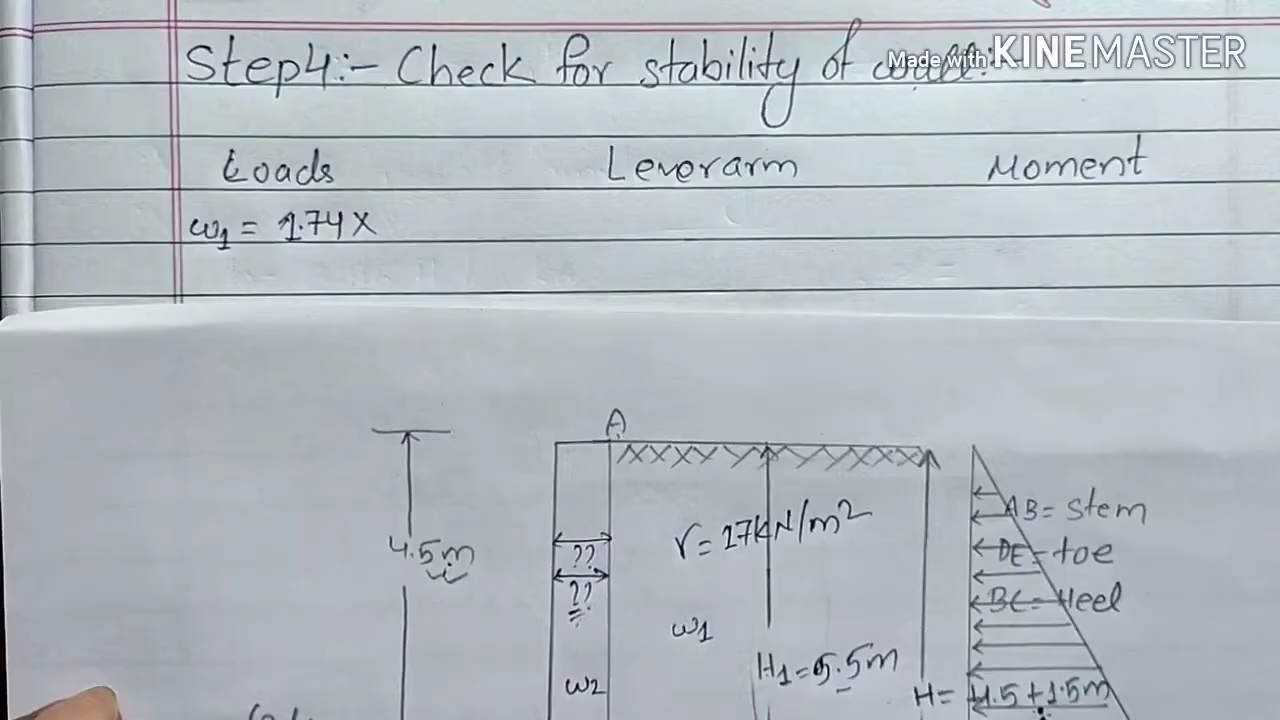 Made with KINEMASTER
Step4:- Check for stability of wall:
Loads Leverarm Moment
w1 = 1.74 X
A
4.5m
??
??
r = 17kN/m2
w1
w2
H1=5.5m
AB= Stem
DE= toe
BC= Heel
H= 4.5+1.5m